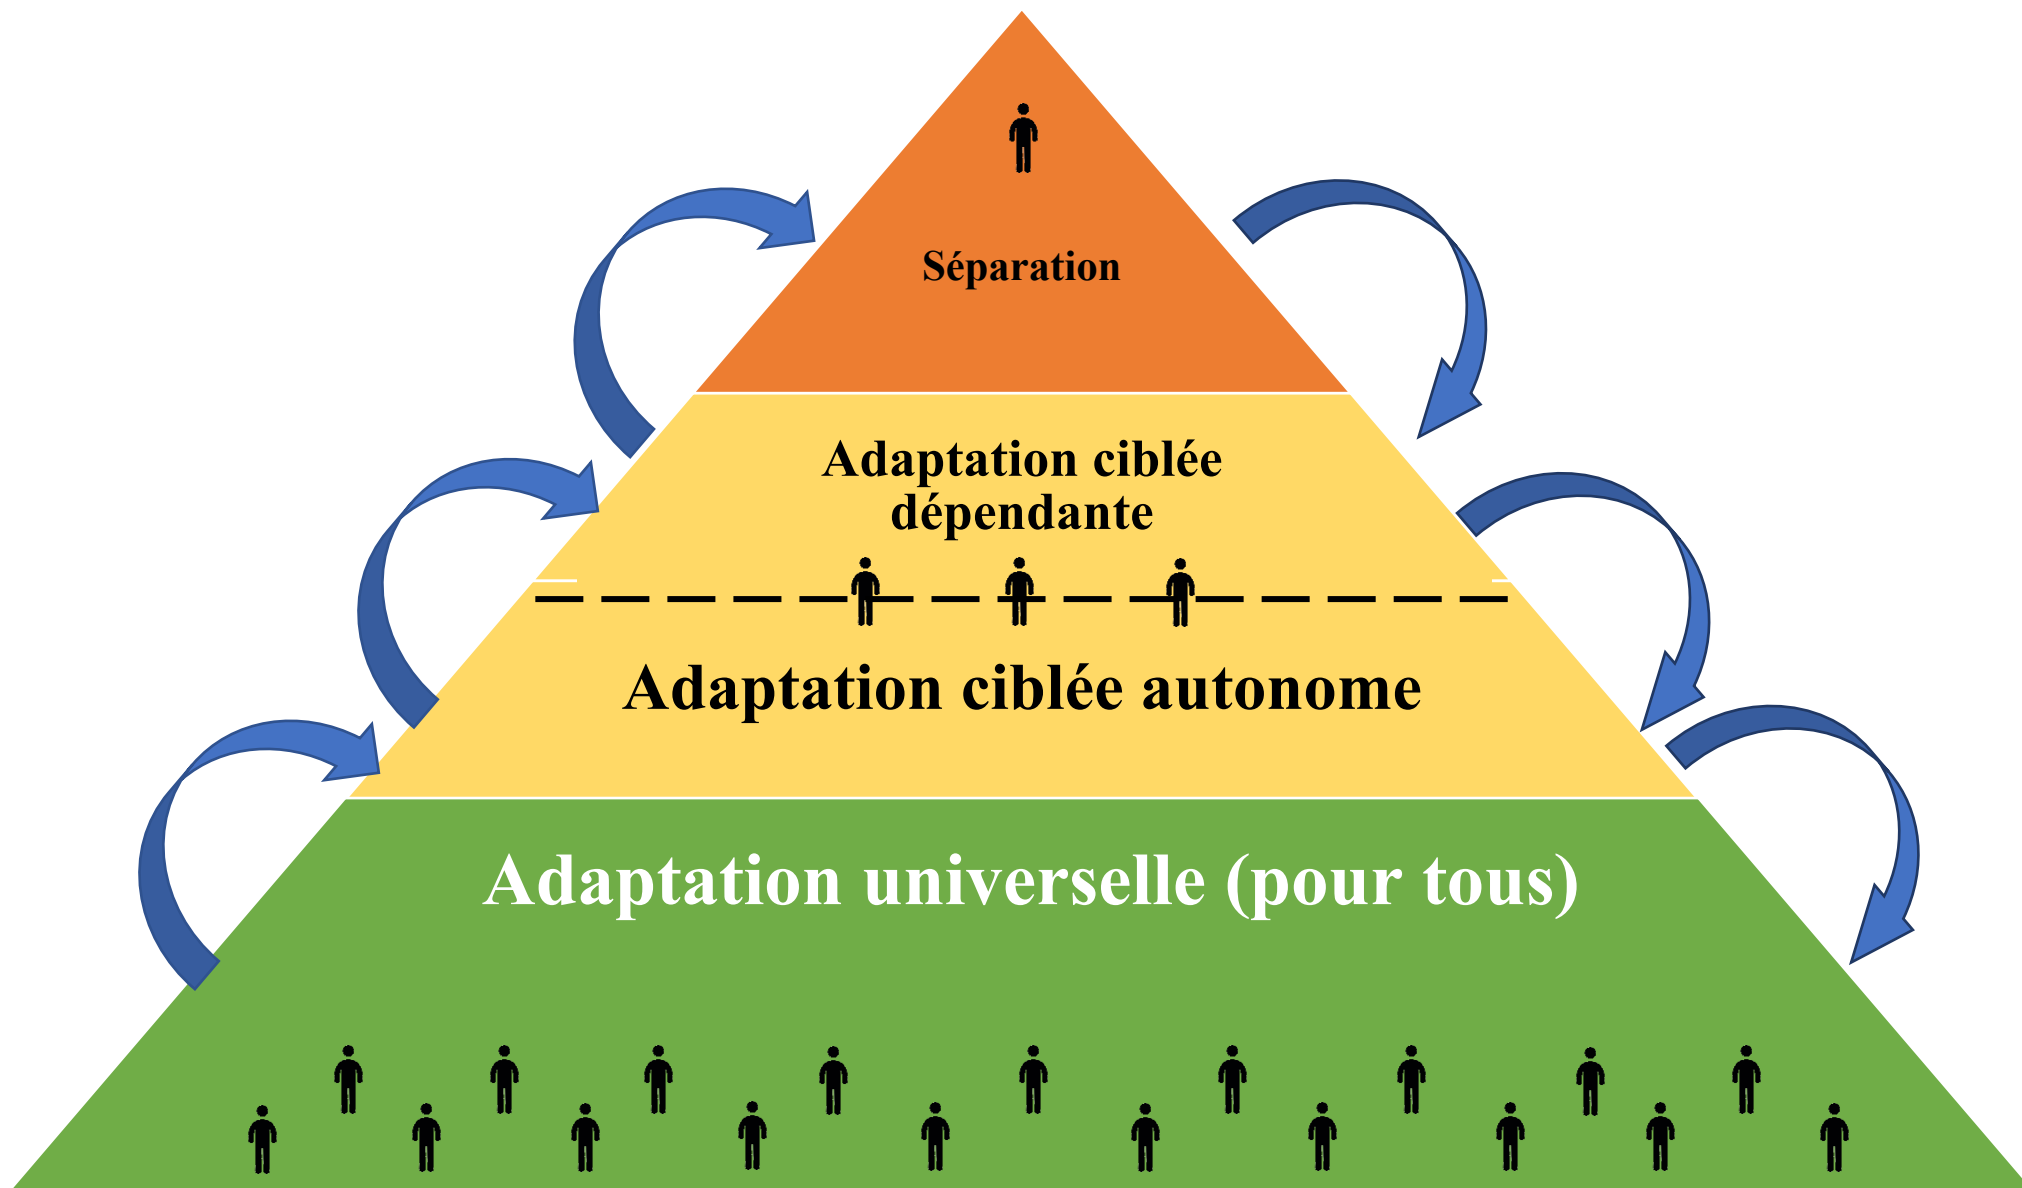 Séparation
Adaptation ciblée
dépendante
Adaptation ciblée autonome
Adaptation universelle (pour tous)